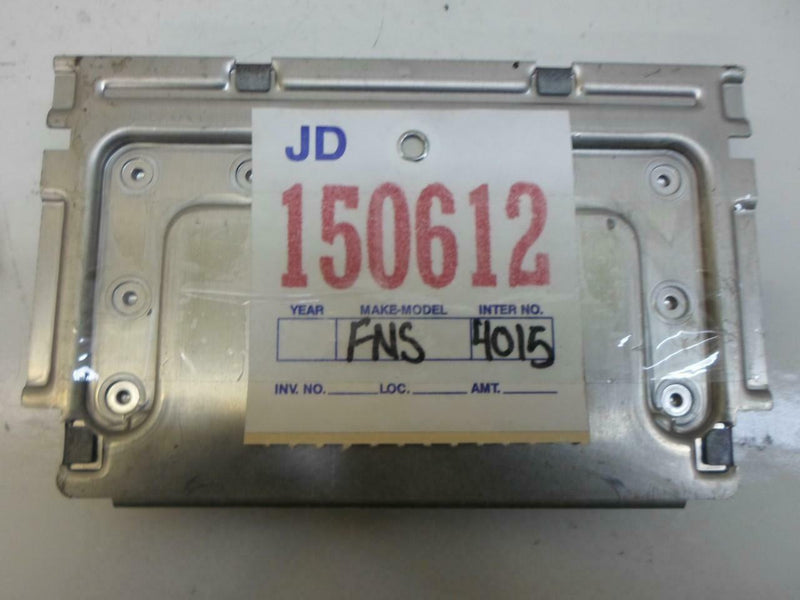 JD
150612
YEAR MAKE-MODEL INTER NO.
FNS 4015
INV. NO. LOC. AMT.